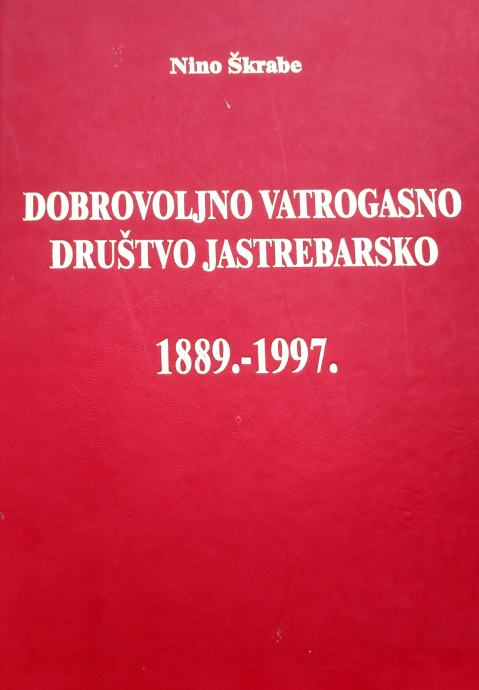 Nino Škrabe
DOBROVOLJNO VATROGASNO
DRUŠTVO JASTREBARSKO
1889.-1997.